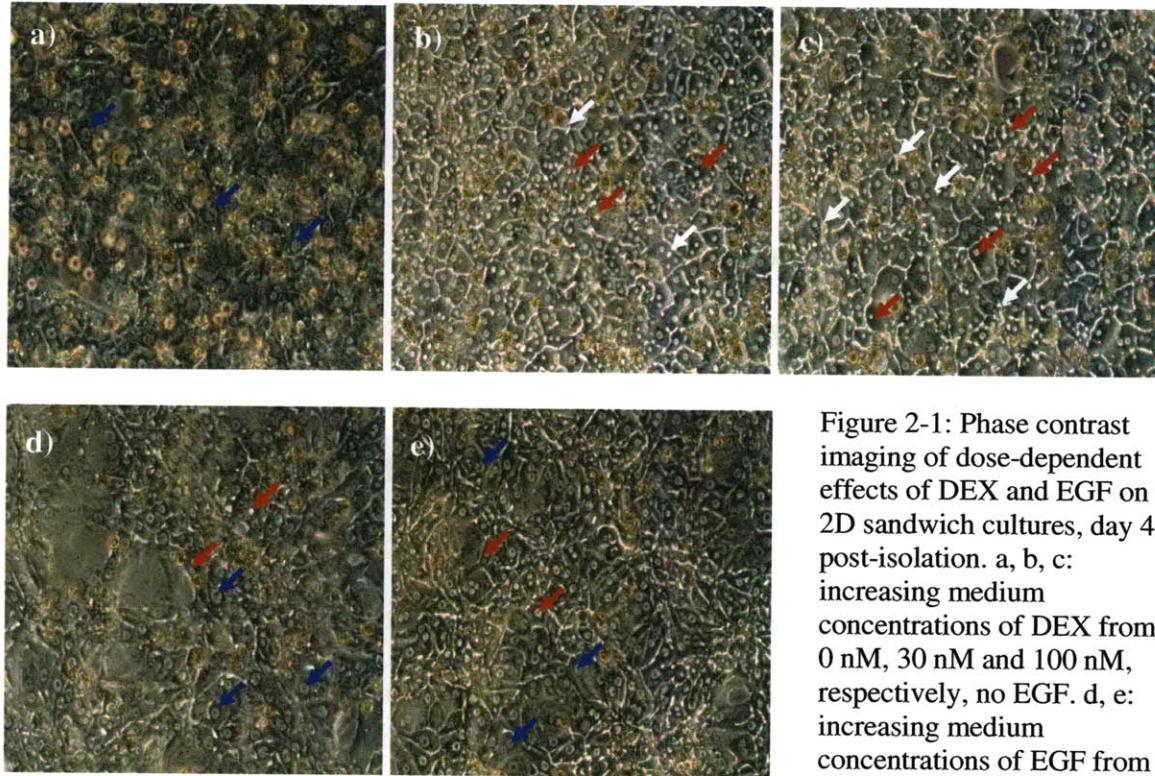 a)
b)
c)
d)
e)
Figure 2-1: Phase contrast
imaging of dose-dependent
effects of DEX and EGF on
2D sandwich cultures, day 4
post-isolation. a, b, c:
increasing medium
concentrations of DEX from
0 nM, 30 nM and 100 nM,
respectively, no EGF. d, e:
increasing medium
concentrations of EGF from